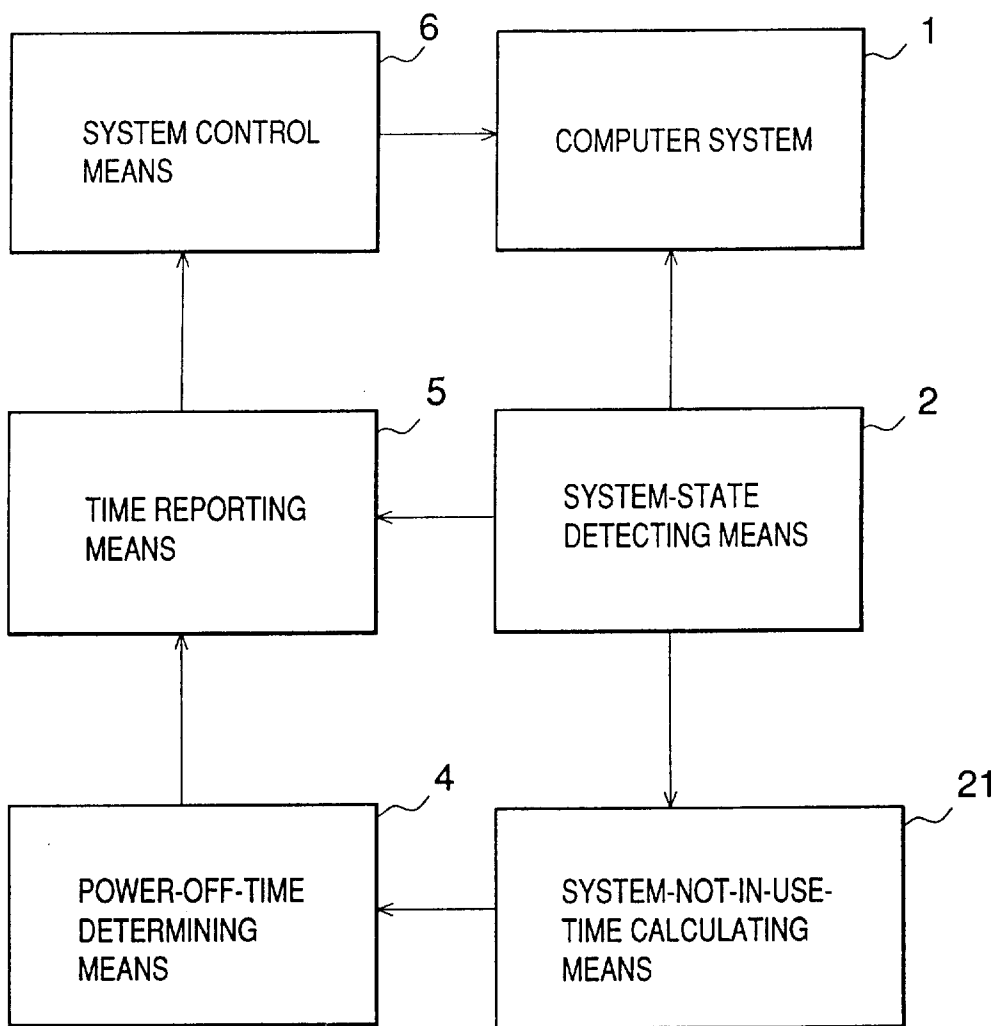 6
SYSTEM CONTROL
MEANS
1
COMPUTER SYSTEM
5
TIME REPORTING
MEANS
2
SYSTEM-STATE
DETECTING MEANS
4
POWER-OFF-TIME
DETERMINING
MEANS
21
SYSTEM-NOT-IN-USE-
TIME CALCULATING
MEANS